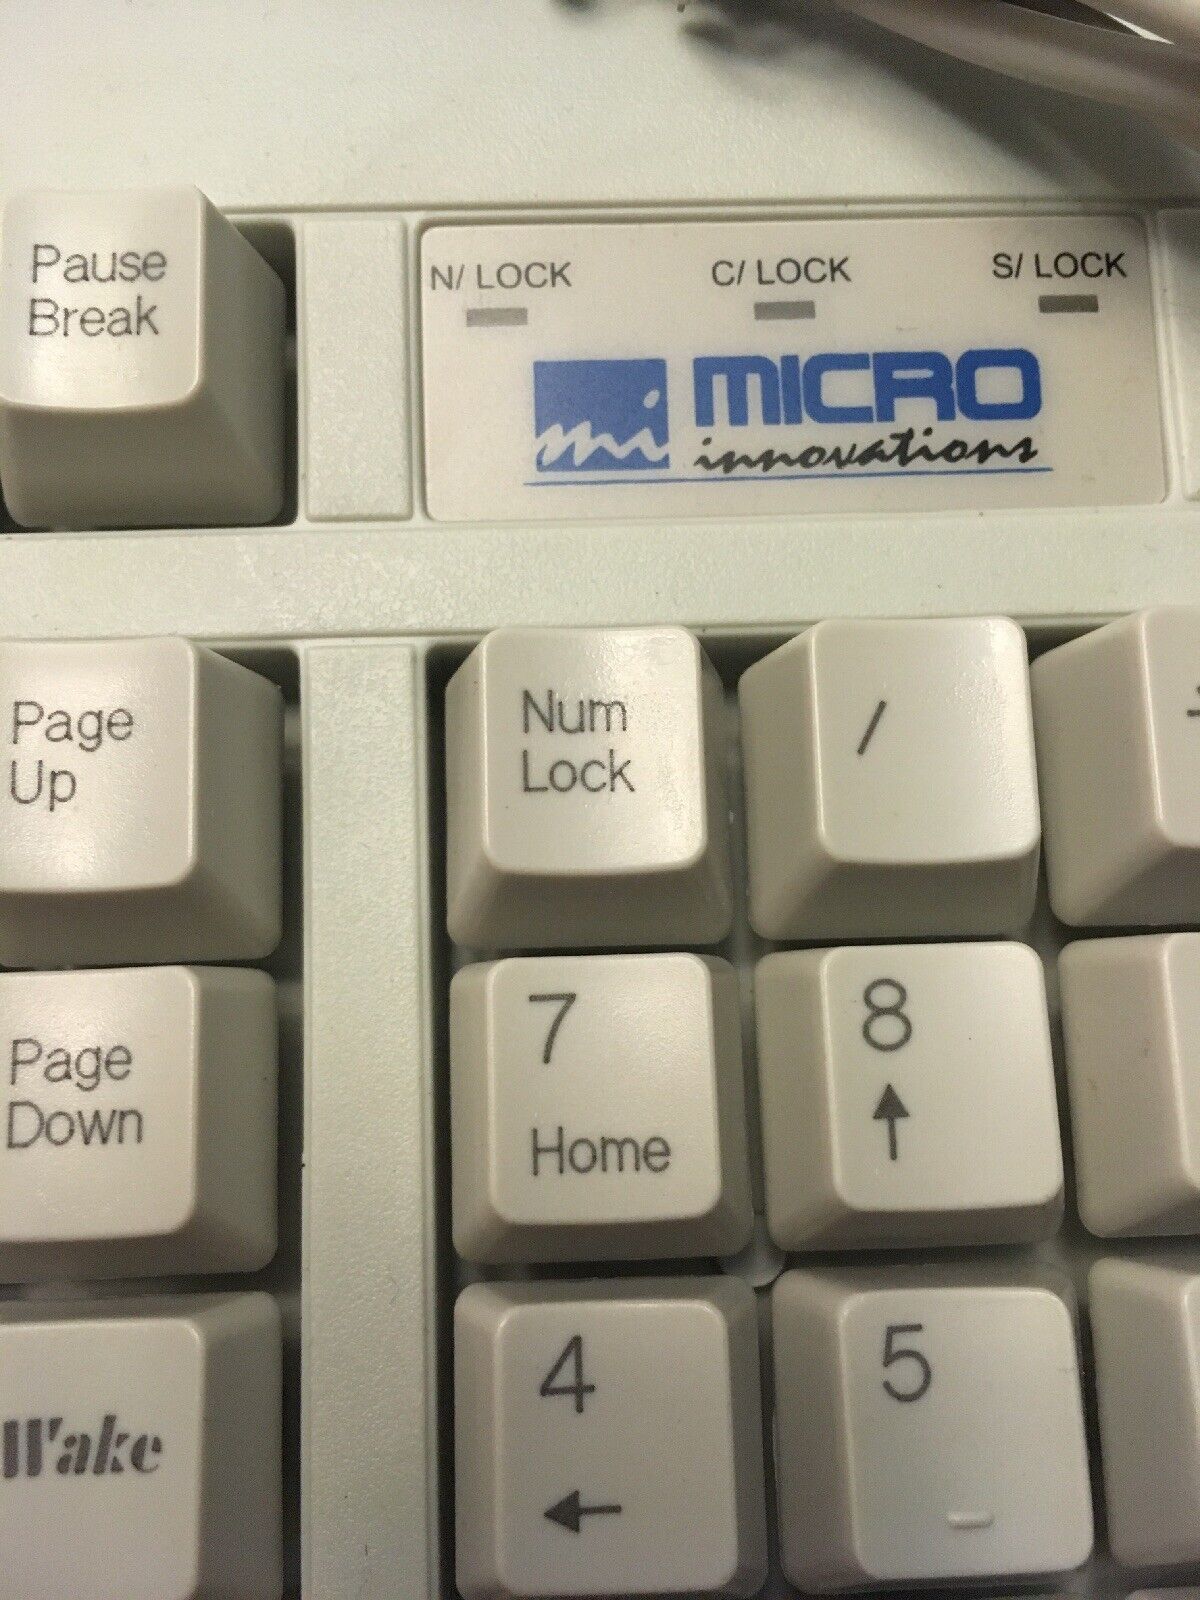 Pause
Break
N/ LOCK
C/ LOCK
S/ LOCK
mi
MICRO
innovations
Page
Up
Num
Lock
/
Page
Down
7
Home
8
↑
Wake
4
←
5